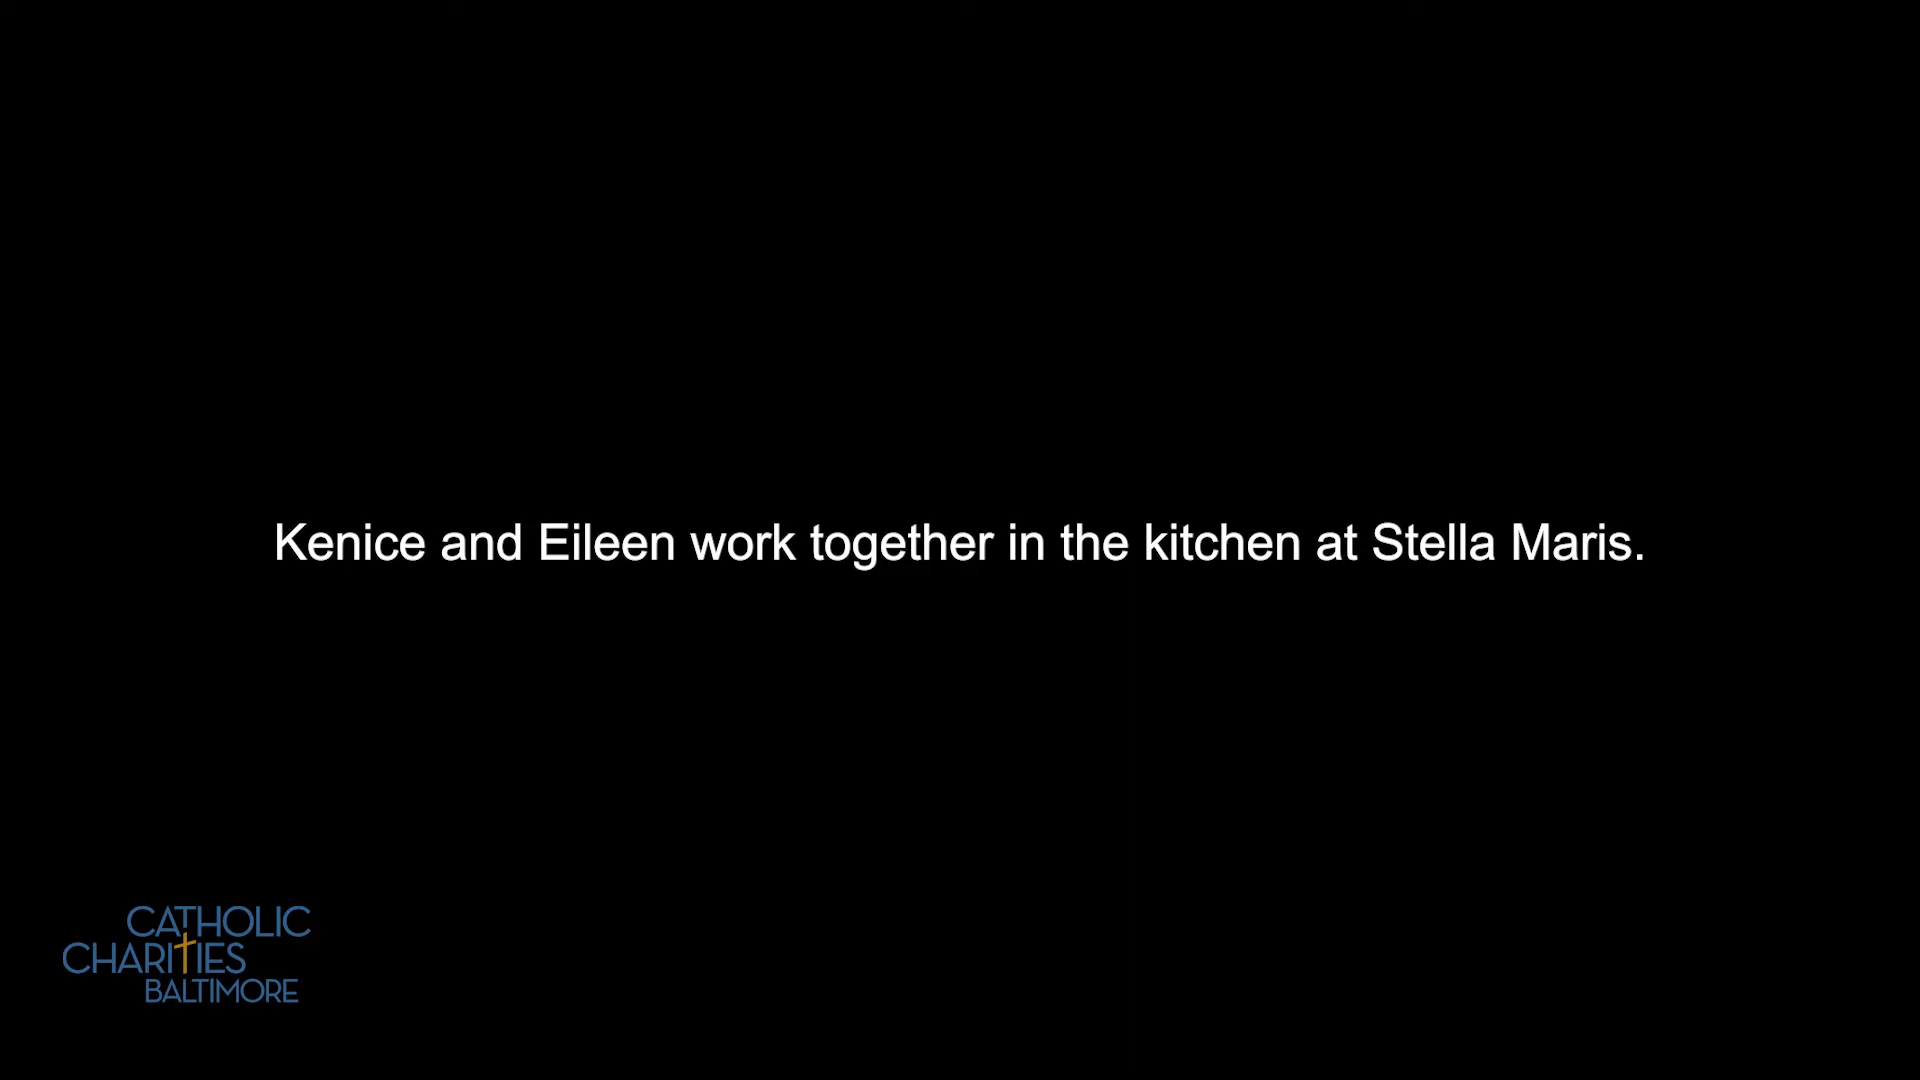 Kenice and Eileen work together in the kitchen at Stella Maris.
CATHOLIC
CHARITIES
BALTIMORE